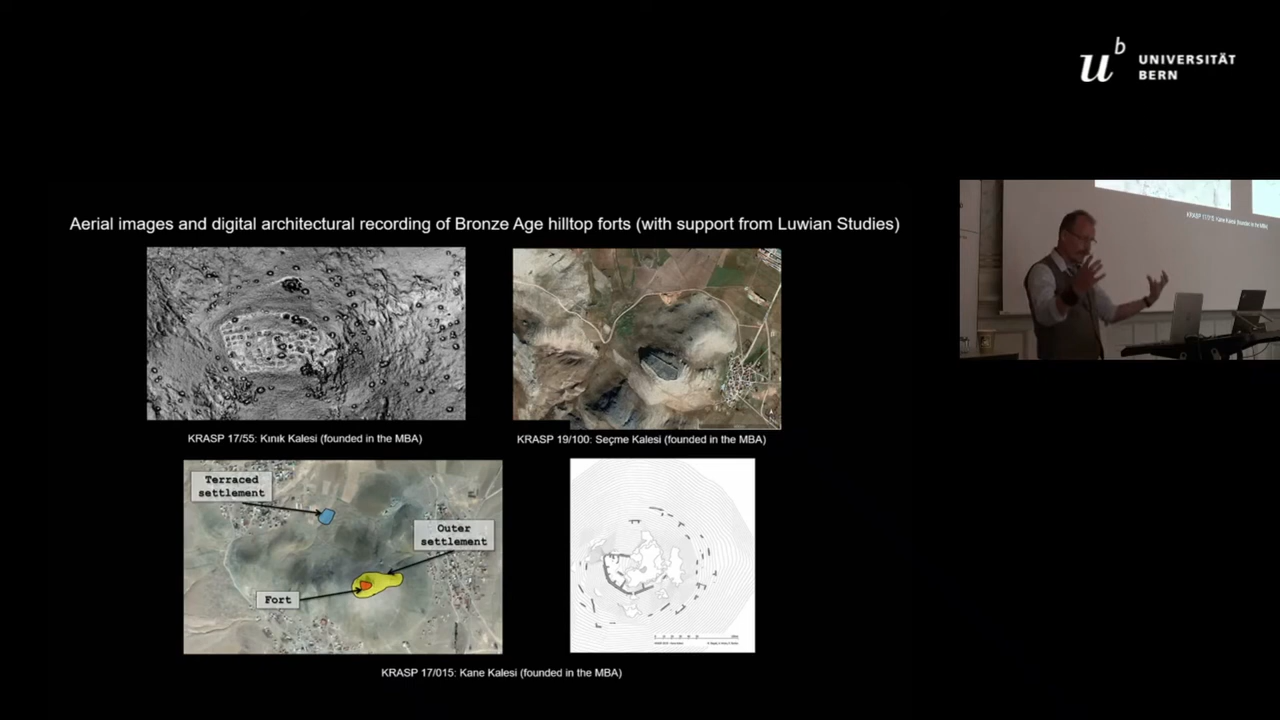 u
b
UNIVERSITÄT
BERN
Aerial images and digital architectural recording of Bronze Age hilltop forts (with support from Luwian Studies)
KRASP 17/55: Kınık Kalesi (founded in the MBA)
KRASP 19/100: Seçme Kalesi (founded in the MBA)
Terraced
settlement
Outer
settlement
Fort
KRASP 17/015: Kane Kalesi (founded in the MBA)